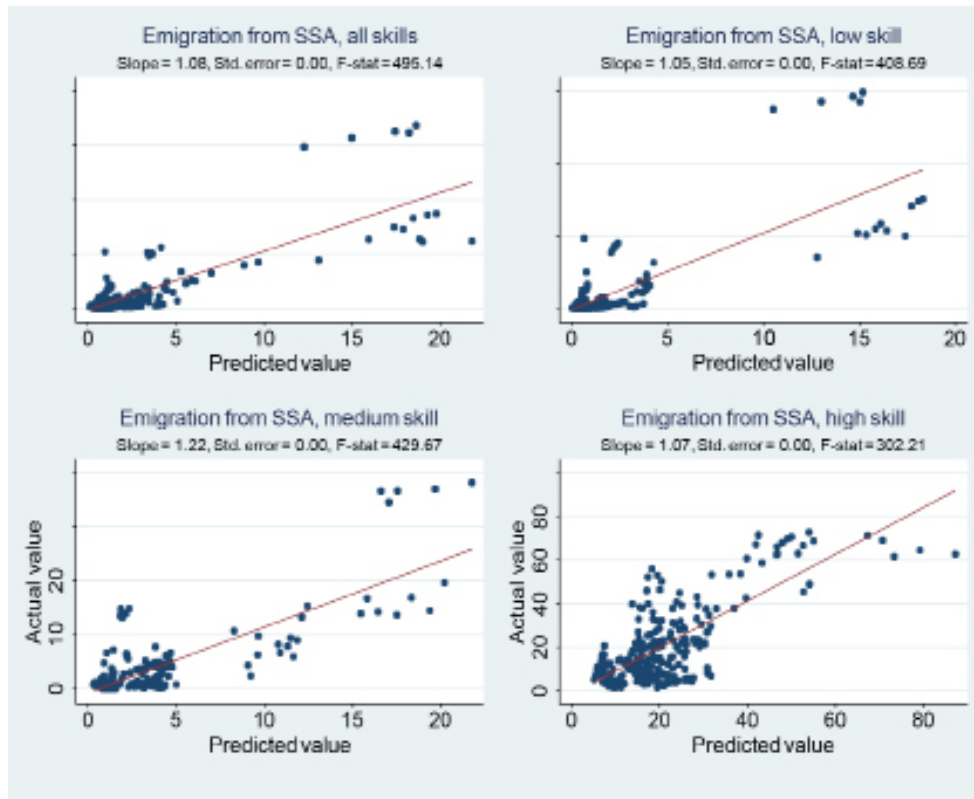 Emigration from SSA, all skills
Slope = 1.08, Std. error = 0.00, F-stat = 495.14
0 5 10 15 20
Predicted value
Emigration from SSA, low skill
Slope = 1.05, Std. error = 0.00, F-stat = 408.69
0 5 10 15 20
Predicted value
Emigration from SSA, medium skill
Slope = 1.22, Std. error = 0.00, F-stat = 429.67
Actual value
20
10
0
0 5 10 15 20
Predicted value
Emigration from SSA, high skill
Slope = 1.07, Std. error = 0.00, F-stat = 302.21
Actual value
80
60
40
20
0
0 20 40 60 80
Predicted value